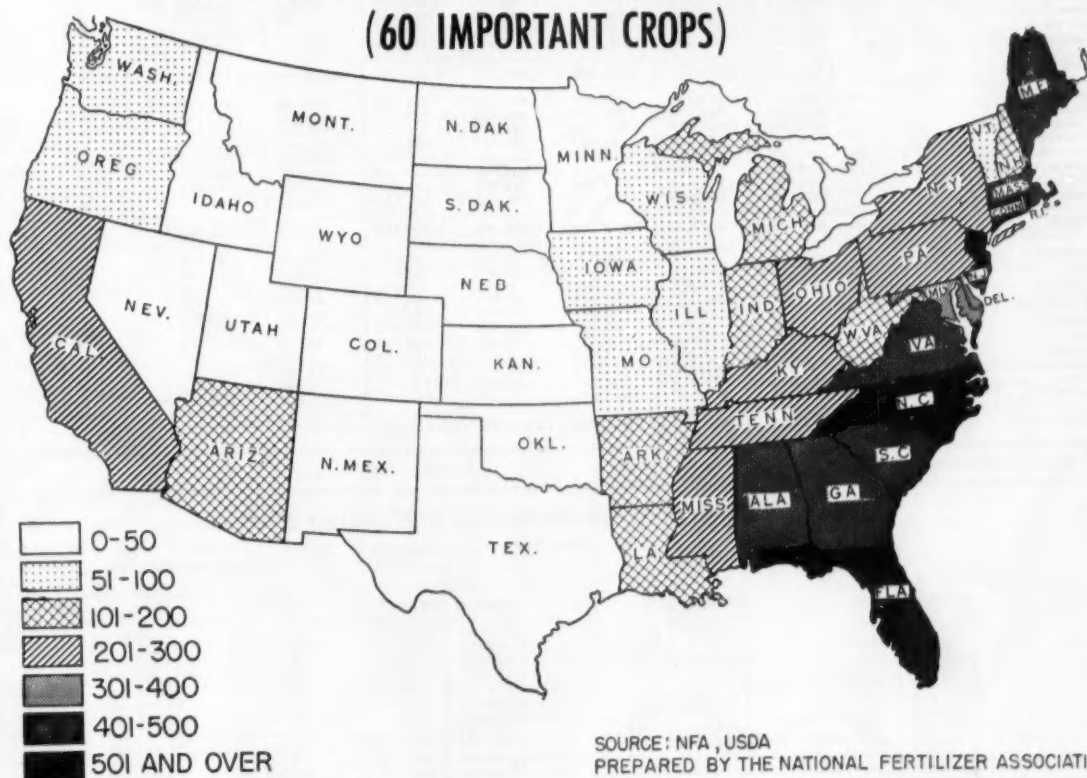 (60 IMPORTANT CROPS)
WASH.
OREG
CAL.
IDAHO
NEV.
MONT.
WYO
UTAH
ARIZ.
COL.
N.MEX.
N.DAK
S.DAK.
NEB
KAN.
OKL.
TEX.
MINN.
IOWA
MO
ARK.
LA.
WIS.
ILL
MICH.
IND.
OHIO
KY.
TENN
MISS
ALA
GA
FLA
S.C
N.C.
VA
W.VA
MD.
DEL.
PA
N.J.
N.Y.
CONN
R.I.
MASS
VT.
N.H.
M.E.
0-50
51-100
101-200
201-300
301-400
401-500
501 AND OVER
SOURCE: NFA, USDA
PREPARED BY THE NATIONAL FERTILIZER ASSOCIATI